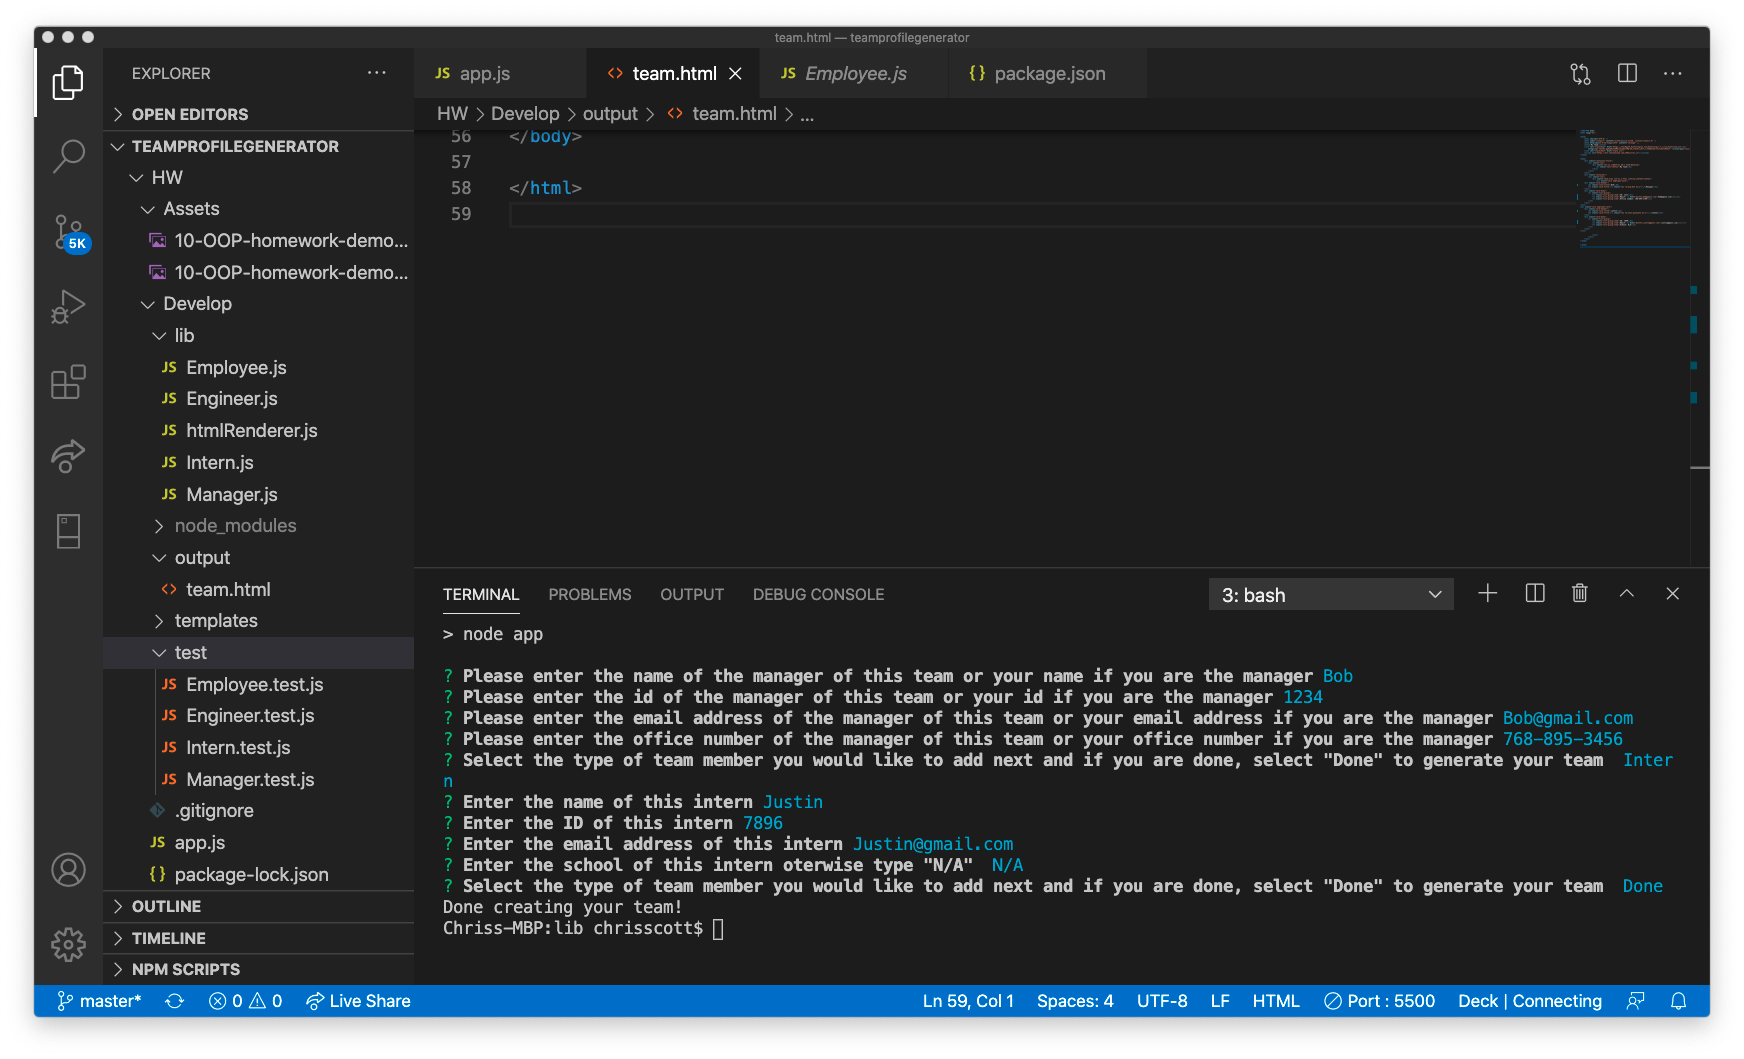 team.html — teamprofilegenerator
EXPLORER
OPEN EDITORS
TEAMPROFILEGENERATOR
HW
Assets
10-OOP-homework-demo...
10-OOP-homework-demo...
Develop
lib
JS Employee.js
JS Engineer.js
JS htmlRenderer.js
JS Intern.js
JS Manager.js
node_modules
output
<> team.html
templates
test
JS Employee.test.js
JS Engineer.test.js
JS Intern.test.js
JS Manager.test.js
.gitignore
JS app.js
{} package-lock.json
OUTLINE
TIMELINE
NPM SCRIPTS
5K
JS app.js <> team.html JS Employee.js {} package.json
HW > Develop > output > <> team.html > ...
56 </body>
57
58 </html>
59
TERMINAL PROBLEMS OUTPUT DEBUG CONSOLE 3: bash
> node app
? Please enter the name of the manager of this team or your name if you are the manager Bob
? Please enter the id of the manager of this team or your id if you are the manager 1234
? Please enter the email address of the manager of this team or your email address if you are the manager Bob@gmail.com
? Please enter the office number of the manager of this team or your office number if you are the manager 768-895-3456
? Select the type of team member you would like to add next and if you are done, select "Done" to generate your team  Inter
n
? Enter the name of this intern Justin
? Enter the ID of this intern 7896
? Enter the email address of this intern Justin@gmail.com
? Enter the school of this intern oterwise type "N/A"  N/A
? Select the type of team member you would like to add next and if you are done, select "Done" to generate your team  Done
Done creating your team!
Chriss-MBP:lib chrisscott$
master* 0 0 Live Share Ln 59, Col 1 Spaces: 4 UTF-8 LF HTML Port : 5500 Deck | Connecting